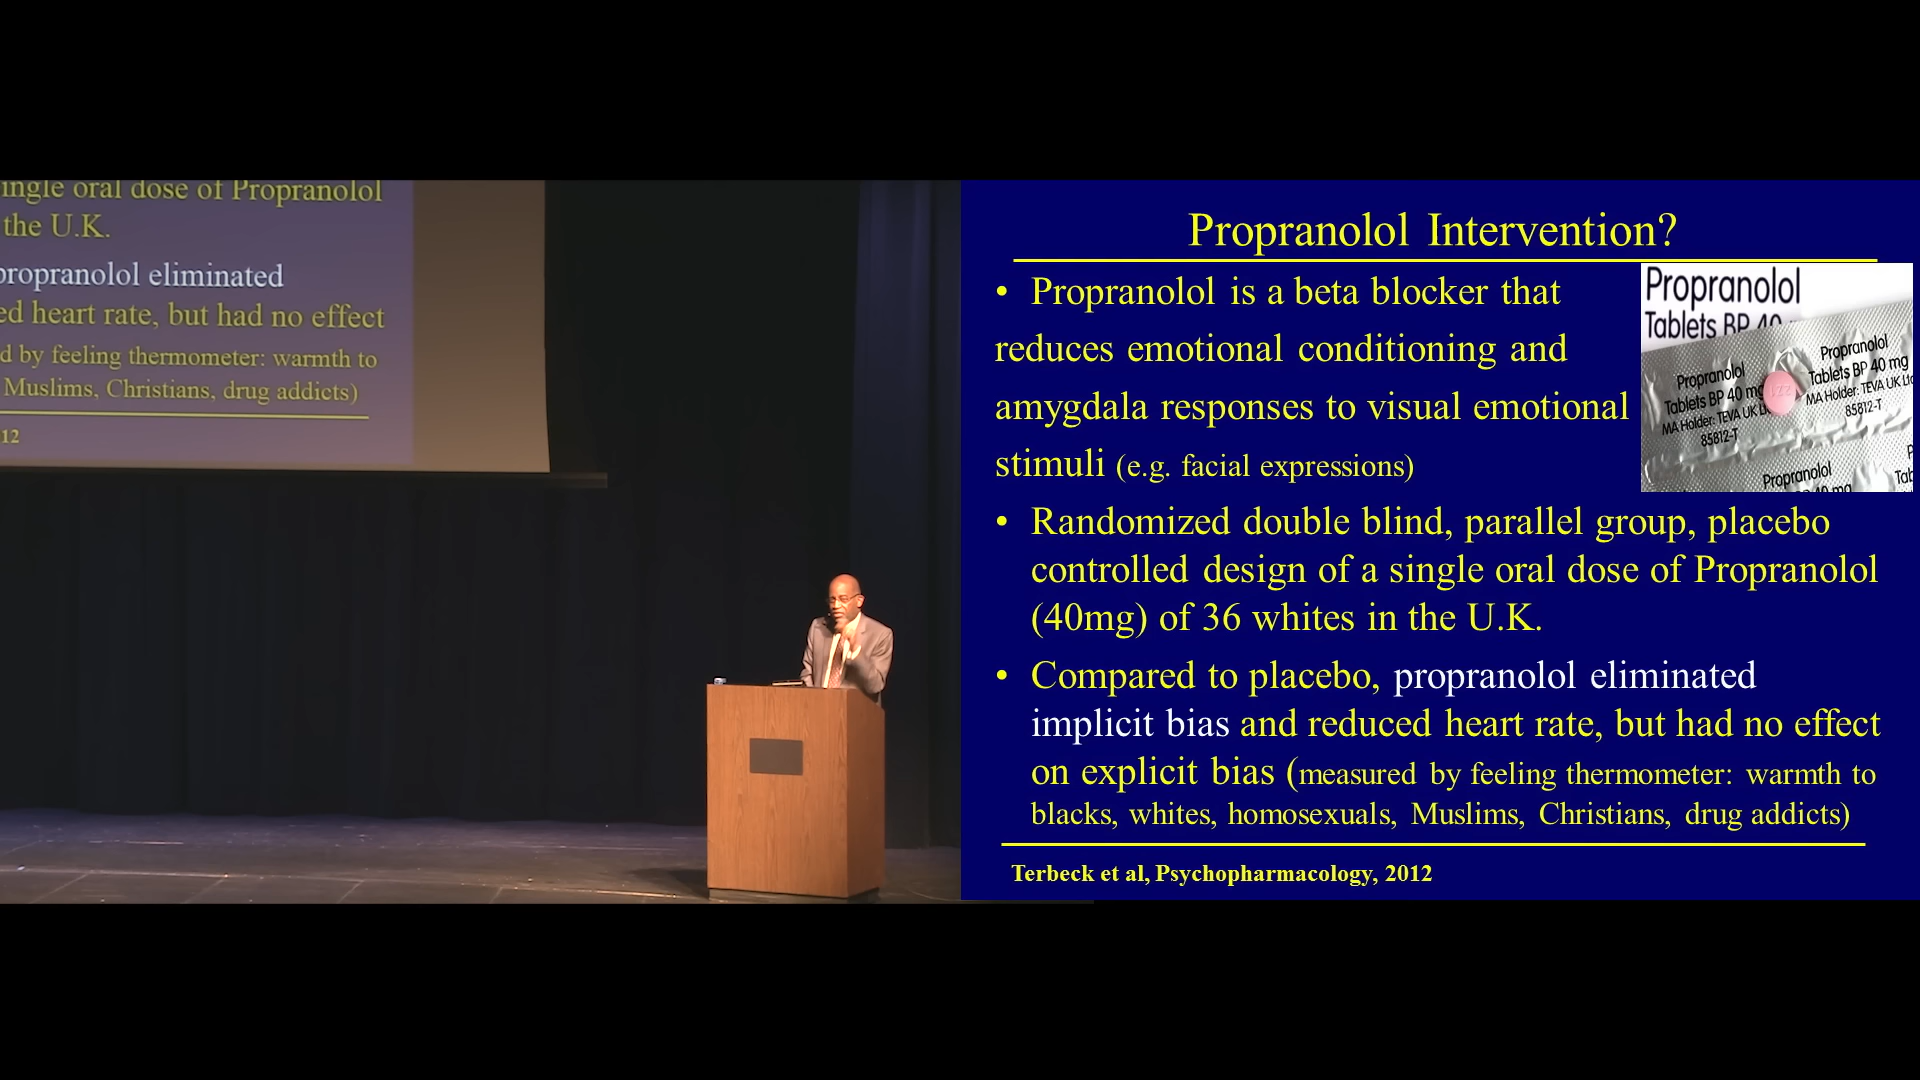 ingle oral dose of Propranolol
the U.K.
propranolol eliminated
ed heart rate, but had no effect
d by feeling thermometer: warmth to
Muslims, Christians, drug addicts)
12
Propranolol Intervention?
• Propranolol is a beta blocker that
reduces emotional conditioning and
amygdala responses to visual emotional
stimuli (e.g. facial expressions)
• Randomized double blind, parallel group, placebo
controlled design of a single oral dose of Propranolol
(40mg) of 36 whites in the U.K.
• Compared to placebo, propranolol eliminated
implicit bias and reduced heart rate, but had no effect
on explicit bias (measured by feeling thermometer: warmth to
blacks, whites, homosexuals, Muslims, Christians, drug addicts)
Terbeck et al, Psychopharmacology, 2012
Propranolol
Tablets BP 40
Propranolol
Tablets BP 40 mg
MA Holder: TEVA UK L
85812-T
Propranolol
Tablets BP 40 mg
MA Holder: TEVA UK Ltd
85812-T
Propranolol